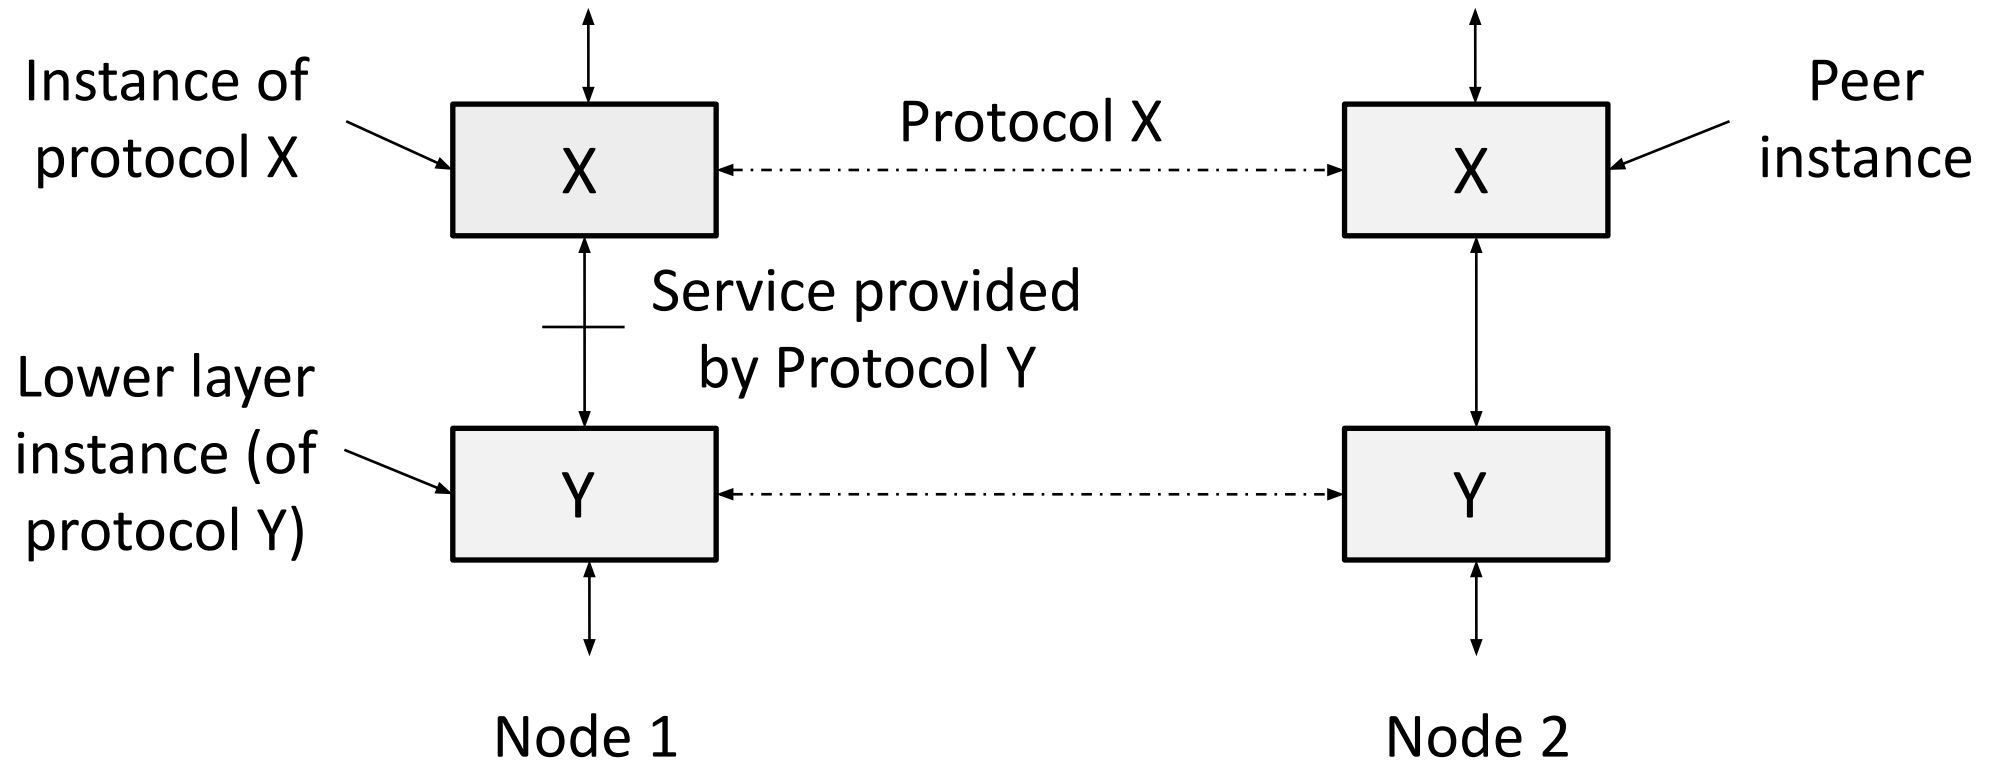 Instance of
protocol X
X
Protocol X
X
Peer
instance
Service provided
by Protocol Y
Lower layer
instance (of
protocol Y)
Y
Y
Node 1
Node 2